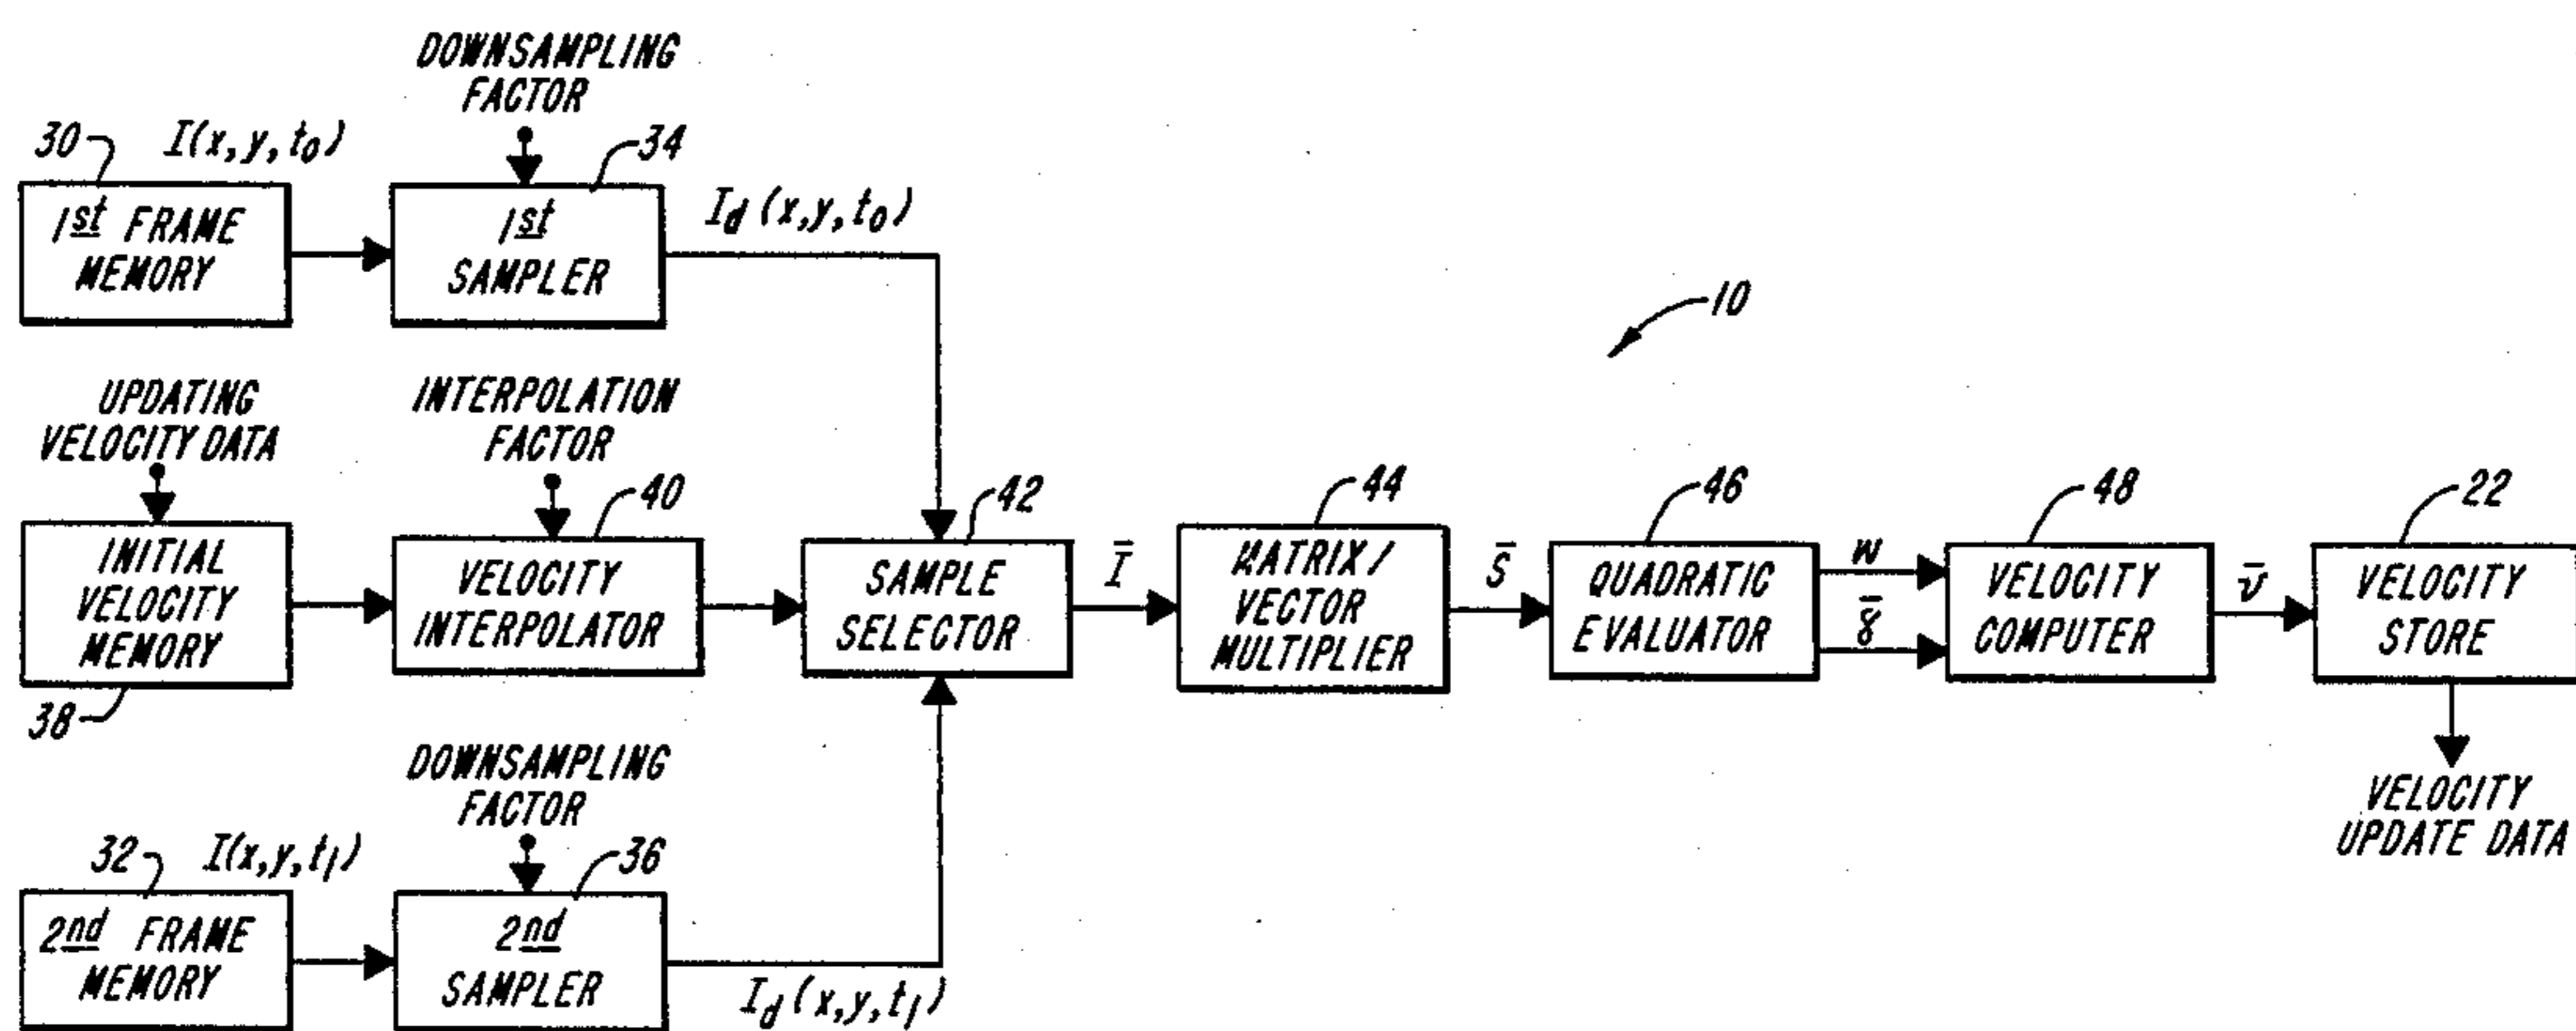 DOWNSAMPLING
FACTOR
30
I(x,y,t₀)
34
1st FRAME
MEMORY
1st
SAMPLER
I_d(x,y,t₀)
10
UPDATING
VELOCITY DATA
INTERPOLATION
FACTOR
40
42
44
46
48
22
INITIAL
VELOCITY
MEMORY
38
VELOCITY
INTERPOLATOR
SAMPLE
SELECTOR
Ī
MATRIX/
VECTOR
MULTIPLIER
S̄
QUADRATIC
EVALUATOR
W
γ̄
VELOCITY
COMPUTER
v̄
VELOCITY
STORE
VELOCITY
UPDATE DATA
DOWNSAMPLING
FACTOR
32
I(x,y,t₁)
36
2nd FRAME
MEMORY
2nd
SAMPLER
I_d(x,y,t₁)